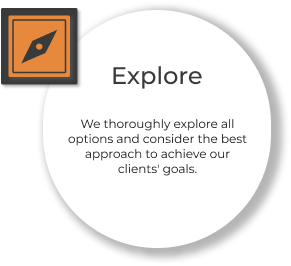 Explore
We thoroughly explore all
options and consider the best
approach to achieve our
clients' goals.